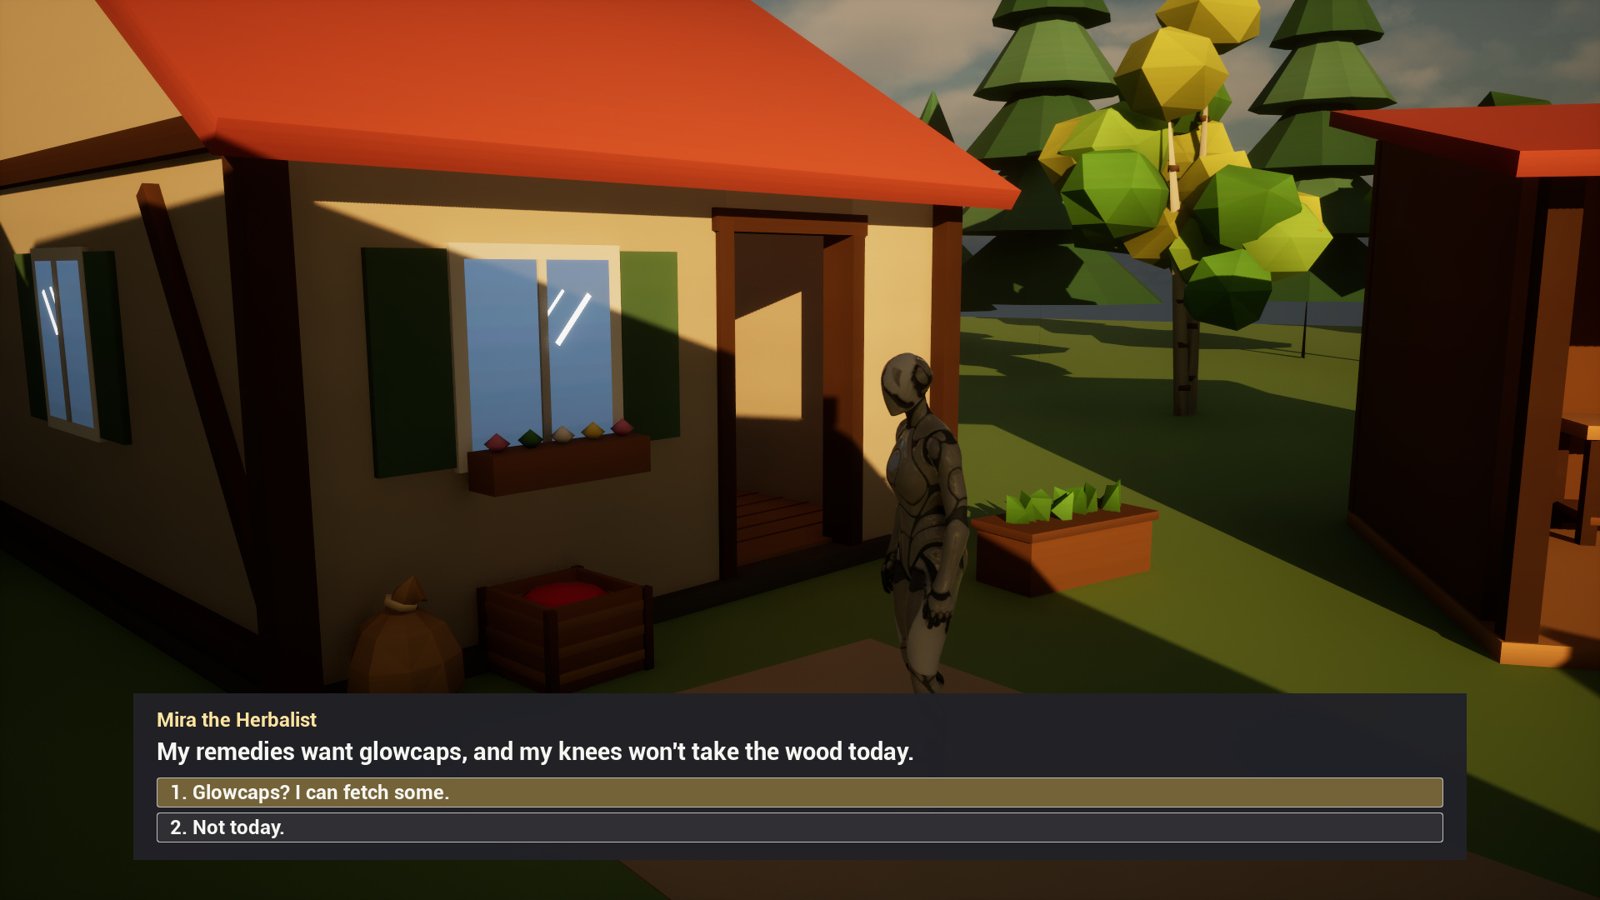 Mira the Herbalist
My remedies want glowcaps, and my knees won't take the wood today.
1. Glowcaps? I can fetch some.
2. Not today.